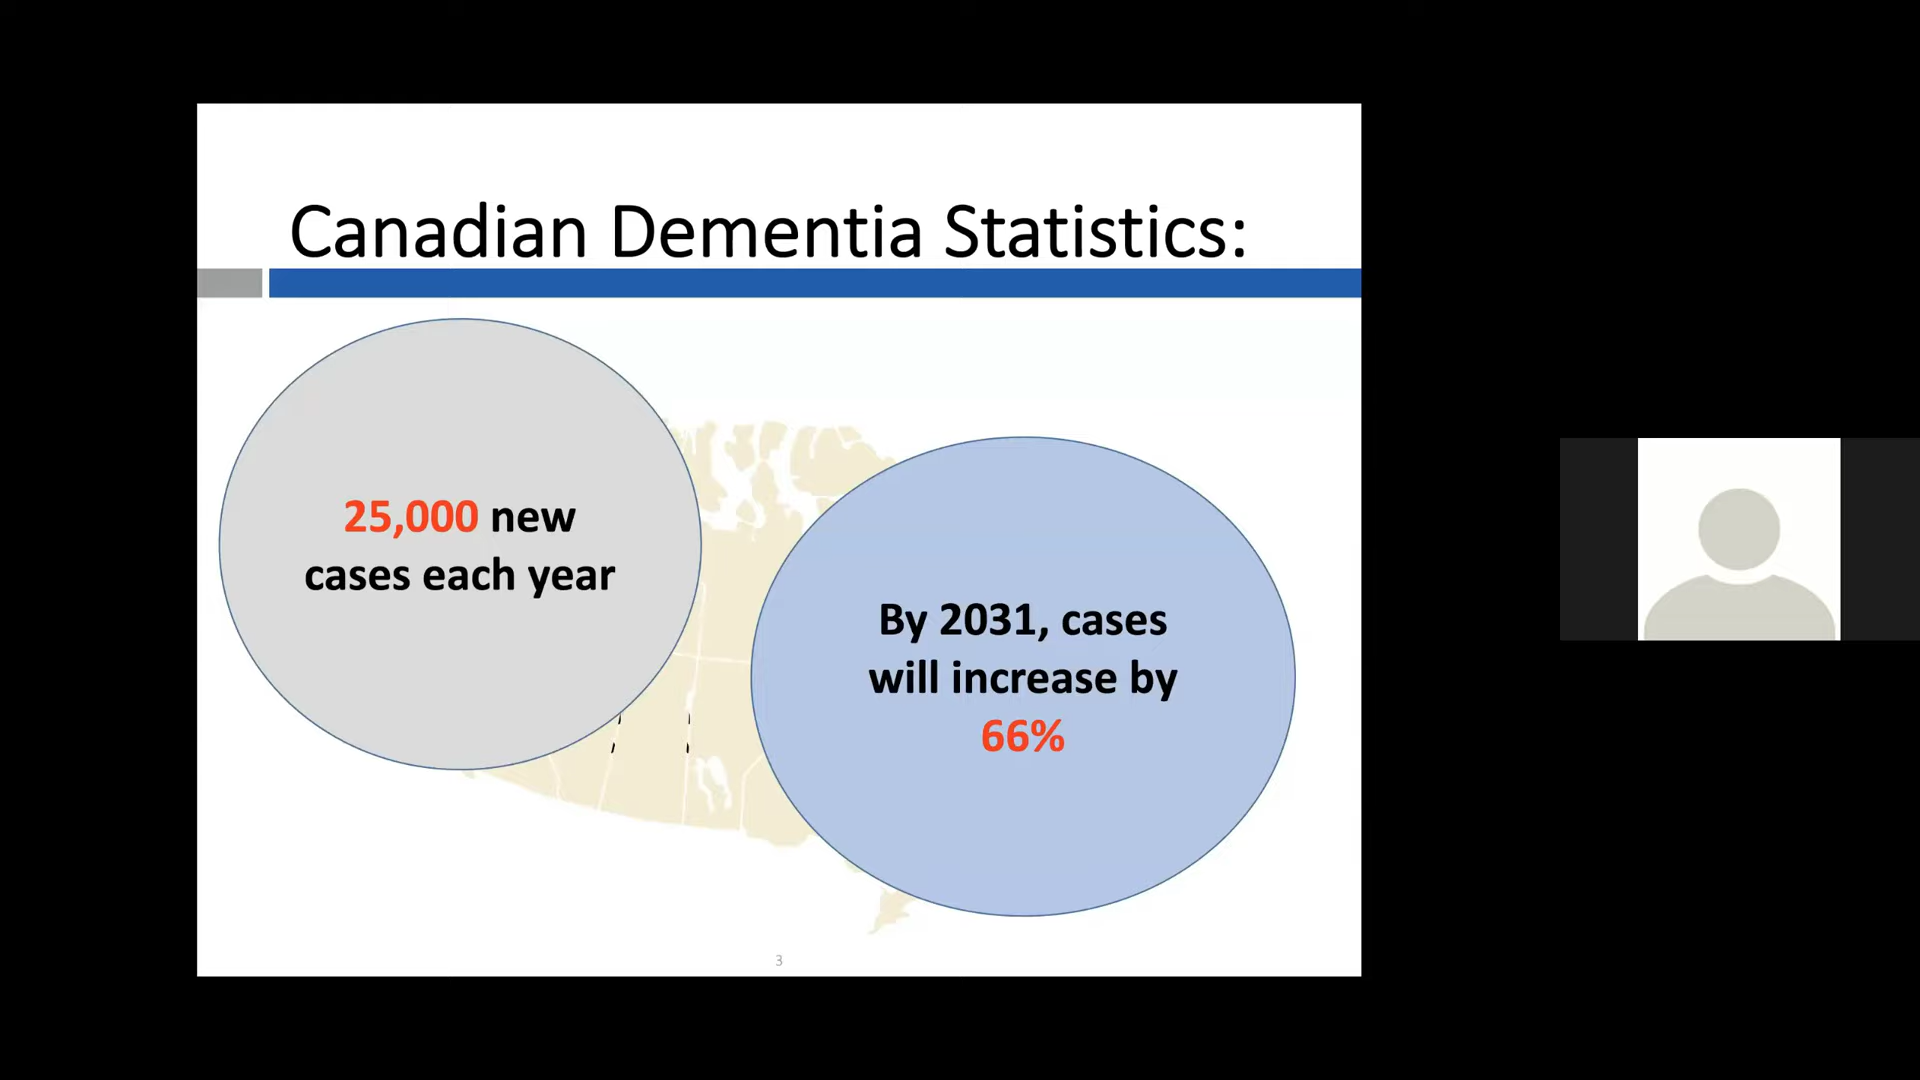 Canadian Dementia Statistics:
25,000 new
cases each year
By 2031, cases
will increase by
66%
3